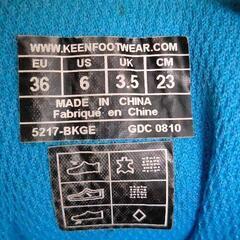 WWW.KEENFOOTWEAR.COM
EU US UK CM
36 6 3.5 23
MADE IN CHINA
Fabriqué en Chine
5217-BKGE GDC 0810